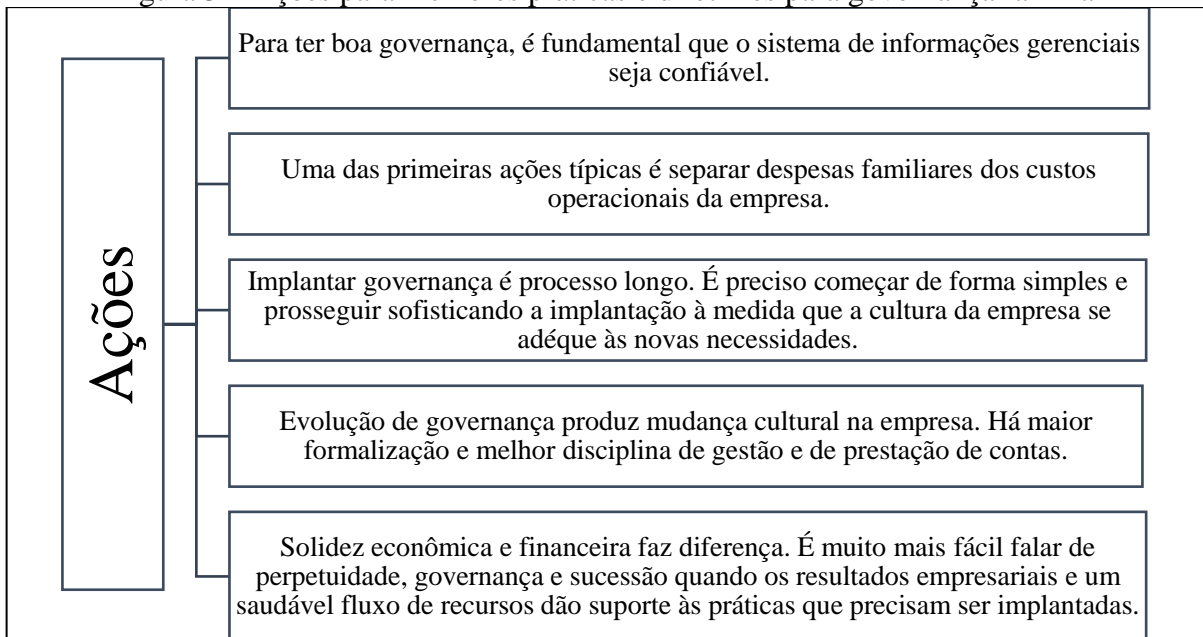 Para ter boa governança, é fundamental que o sistema de informações gerenciais
seja confiável.
Uma das primeiras ações típicas é separar despesas familiares dos custos
operacionais da empresa.
Ações
Implantar governança é processo longo. É preciso começar de forma simples e
prosseguir sofisticando a implantação à medida que a cultura da empresa se
adéque às novas necessidades.
Evolução de governança produz mudança cultural na empresa. Há maior
formalização e melhor disciplina de gestão e de prestação de contas.
Solidez econômica e financeira faz diferença. É muito mais fácil falar de
perpetuidade, governança e sucessão quando os resultados empresariais e um
saudável fluxo de recursos dão suporte às práticas que precisam ser implantadas.